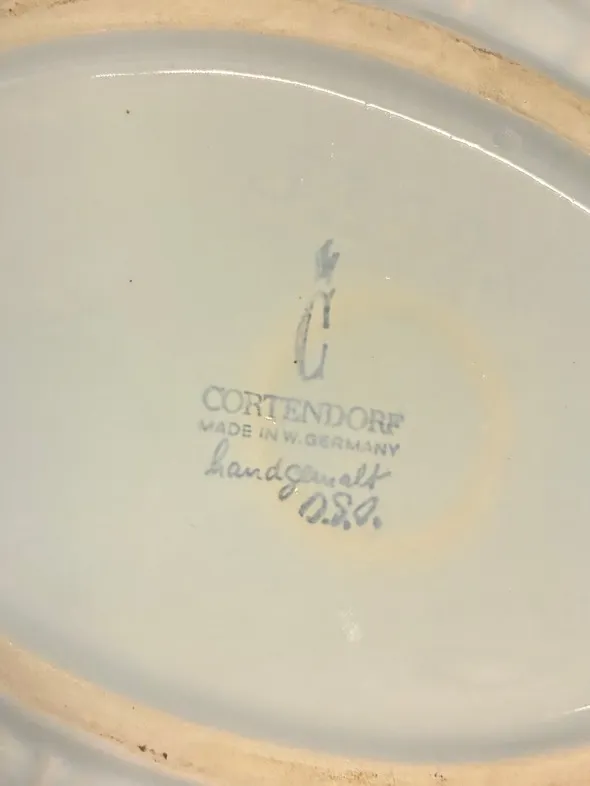 C
CORTENDORF
MADE IN W. GERMANY
handgemalt
O.S.O.